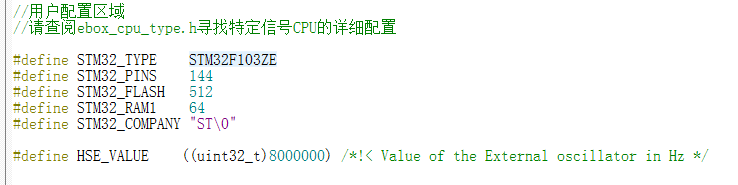 //用户配置区域
//请查阅ebox_cpu_type.h寻找特定信号CPU的详细配置
#define STM32_TYPE    STM32F103ZE
#define STM32_PINS    144
#define STM32_FLASH   512
#define STM32_RAM1    64
#define STM32_COMPANY "ST\0"
#define HSE_VALUE    ((uint32_t)8000000) /*!< Value of the External oscillator in Hz */